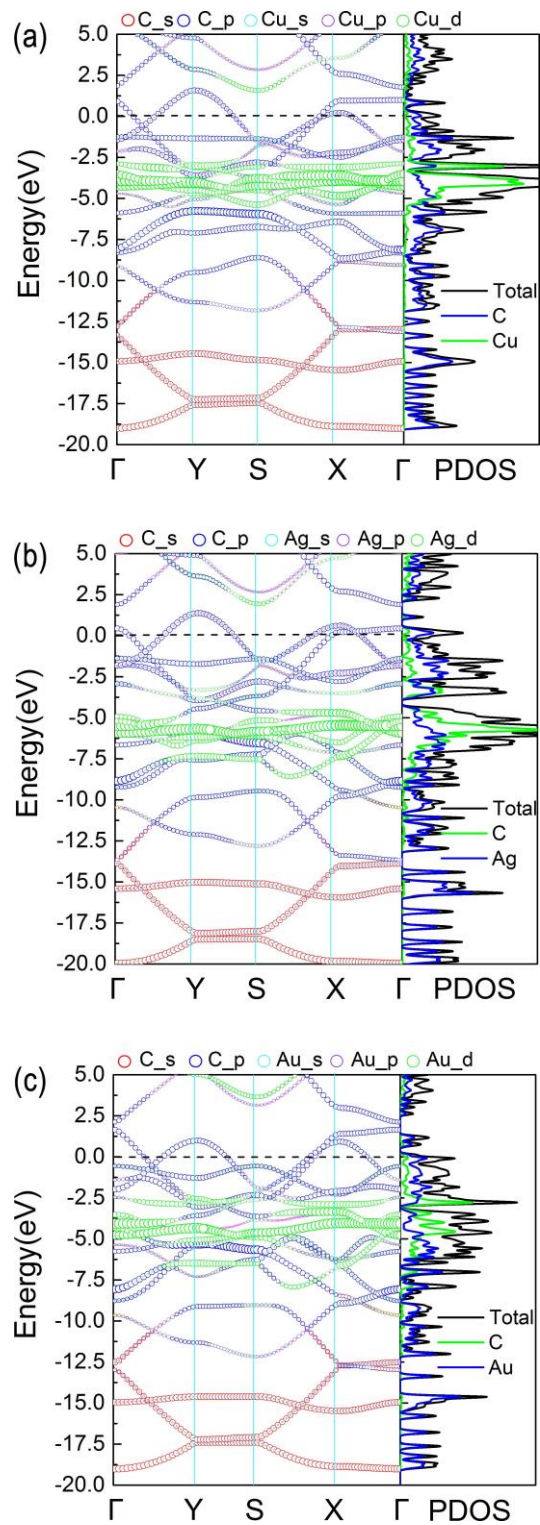 (a)
C_s C_p Cu_s Cu_p Cu_d
5.0
2.5
0.0
-2.5
-5.0
-7.5
-10.0
-12.5
-15.0
-17.5
-20.0
Energy(eV)
Total
C
Cu
Γ Y S X Γ PDOS
(b)
C_s C_p Ag_s Ag_p Ag_d
5.0
2.5
0.0
-2.5
-5.0
-7.5
-10.0
-12.5
-15.0
-17.5
-20.0
Energy(eV)
Total
C
Ag
Γ Y S X Γ PDOS
(c)
C_s C_p Au_s Au_p Au_d
5.0
2.5
0.0
-2.5
-5.0
-7.5
-10.0
-12.5
-15.0
-17.5
-20.0
Energy(eV)
Total
C
Au
Γ Y S X Γ PDOS